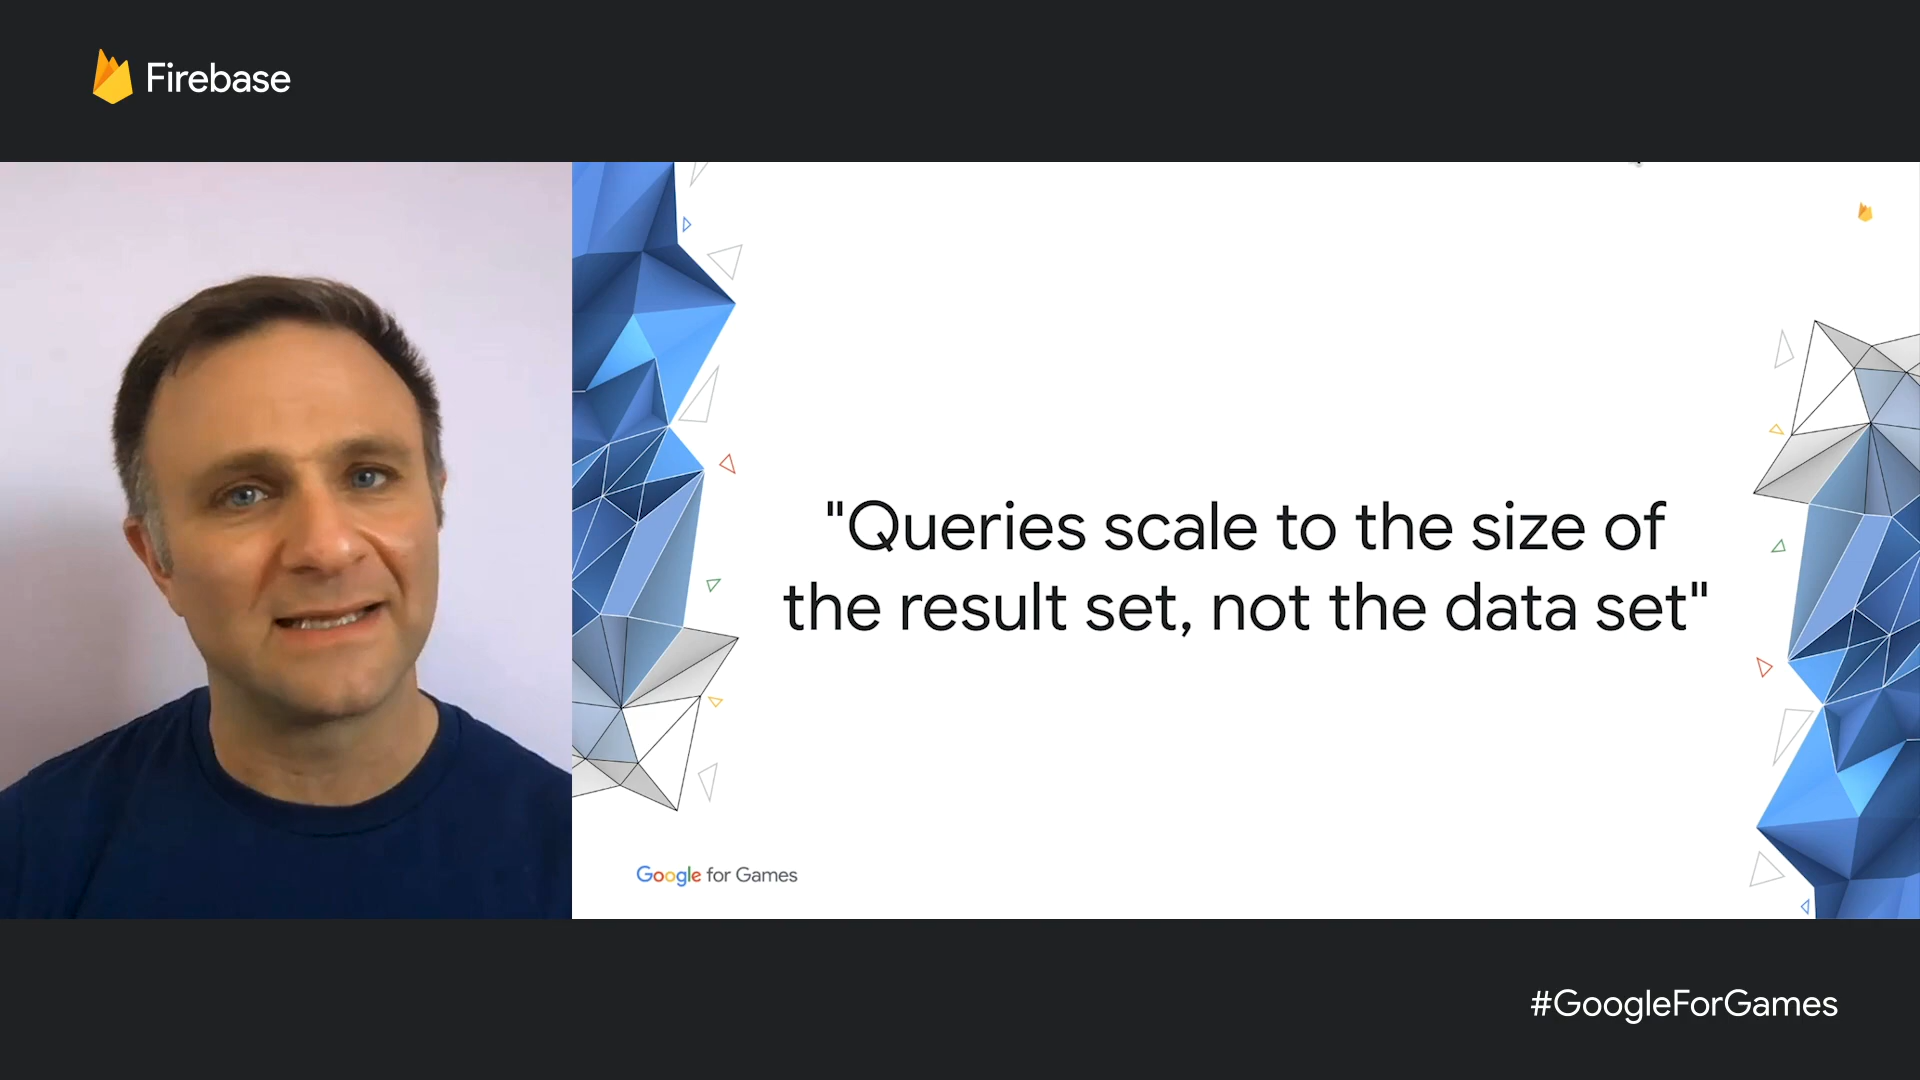 Firebase
"Queries scale to the size of
the result set, not the data set"
Google for Games
#GoogleForGames